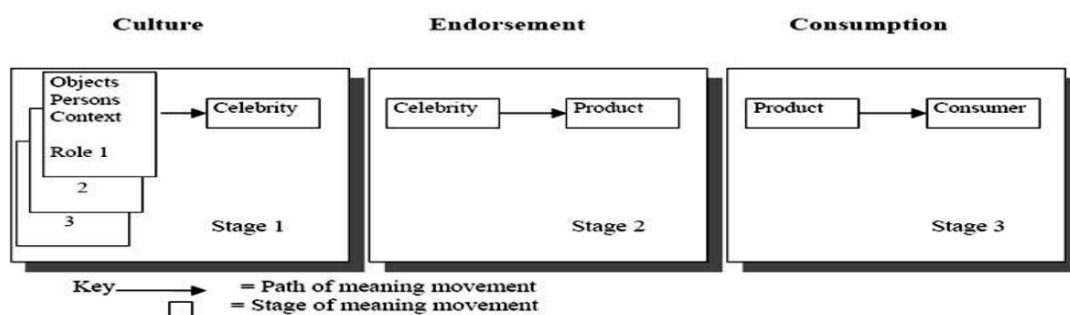 Culture
Endorsement
Consumption
Objects
Persons
Context
Role 1
2
3
Celebrity
Stage 1
Celebrity
Product
Stage 2
Product
Consumer
Stage 3
Key = Path of meaning movement
= Stage of meaning movement